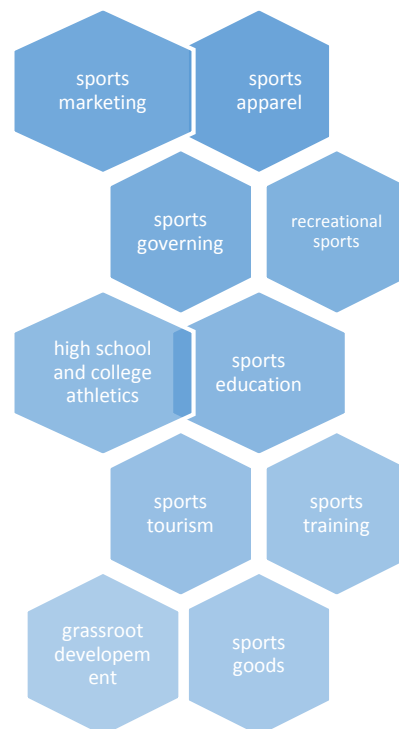 sports
marketing
sports
apparel
sports
governing
recreational
sports
high school
and college
athletics
sports
education
sports
tourism
sports
training
grassroot
developem
ent
sports
goods